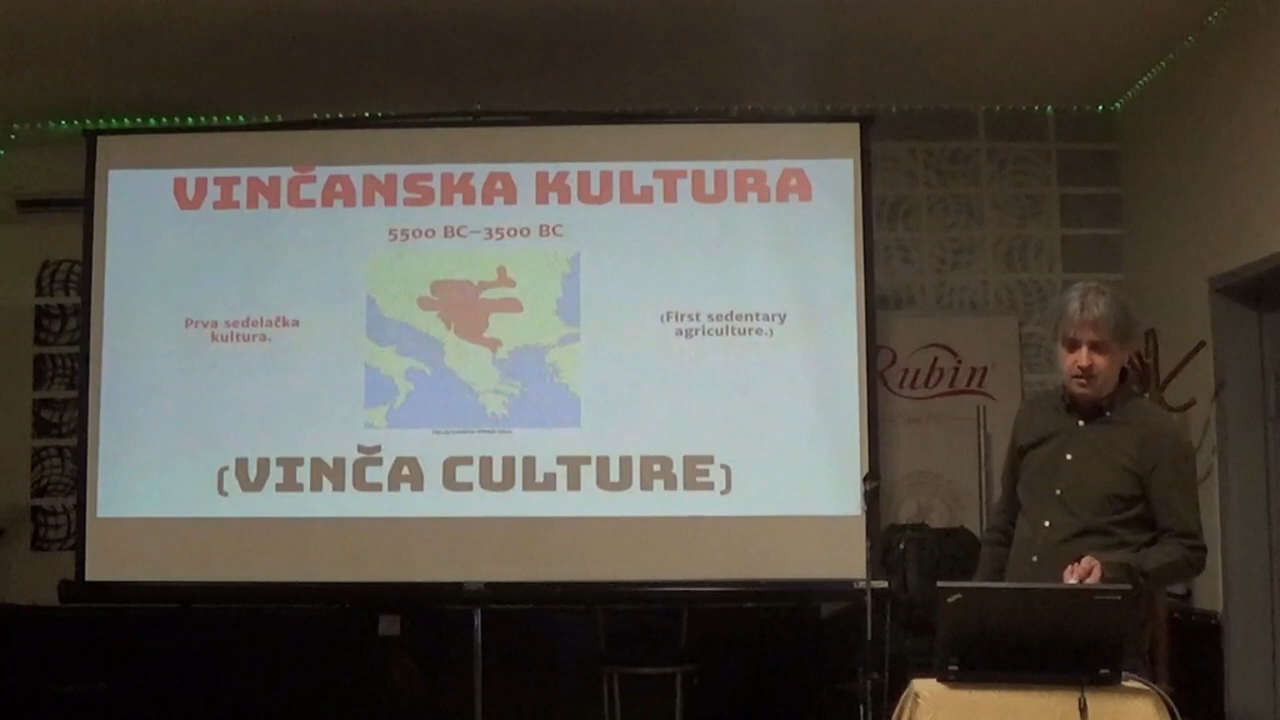 VINČANSKA KULTURA
5500 BC–3500 BC
Prva sedelačka
kultura.
(First sedentary
agriculture.)
(VINČA CULTURE)
Rubin